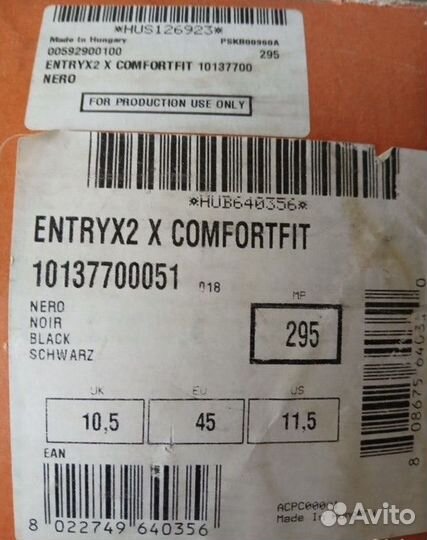 *HUS126923*
Made in Hungary PSKR00960A
00592900100 295
ENTRYX2 X COMFORTFIT 10137700
NERO
FOR PRODUCTION USE ONLY
*HUB640356*
ENTRYX2 X COMFORTFIT
10137700051 018
NERO
NOIR
BLACK
SCHWARZ
MP
295
UK EU US
10,5 45 11,5
EAN
8 022749 640356
ACPC000
Made In
Avito